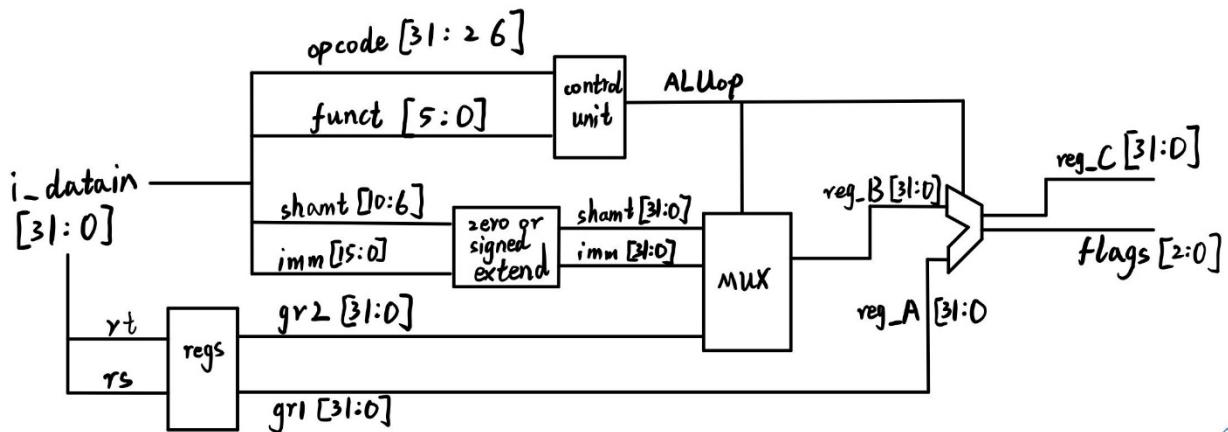 opcode [31:26]
funct [5:0]
control
unit
ALUop
i_datain
[31:0]
shamt [10:6]
imm [15:0]
zero or
signed
extend
shamt [31:0]
imm [31:0]
MUX
reg_B [31:0]
reg_C [31:0]
flags [2:0]
reg_A [31:0
rt
rs
regs
gr2 [31:0]
gr1 [31:0]